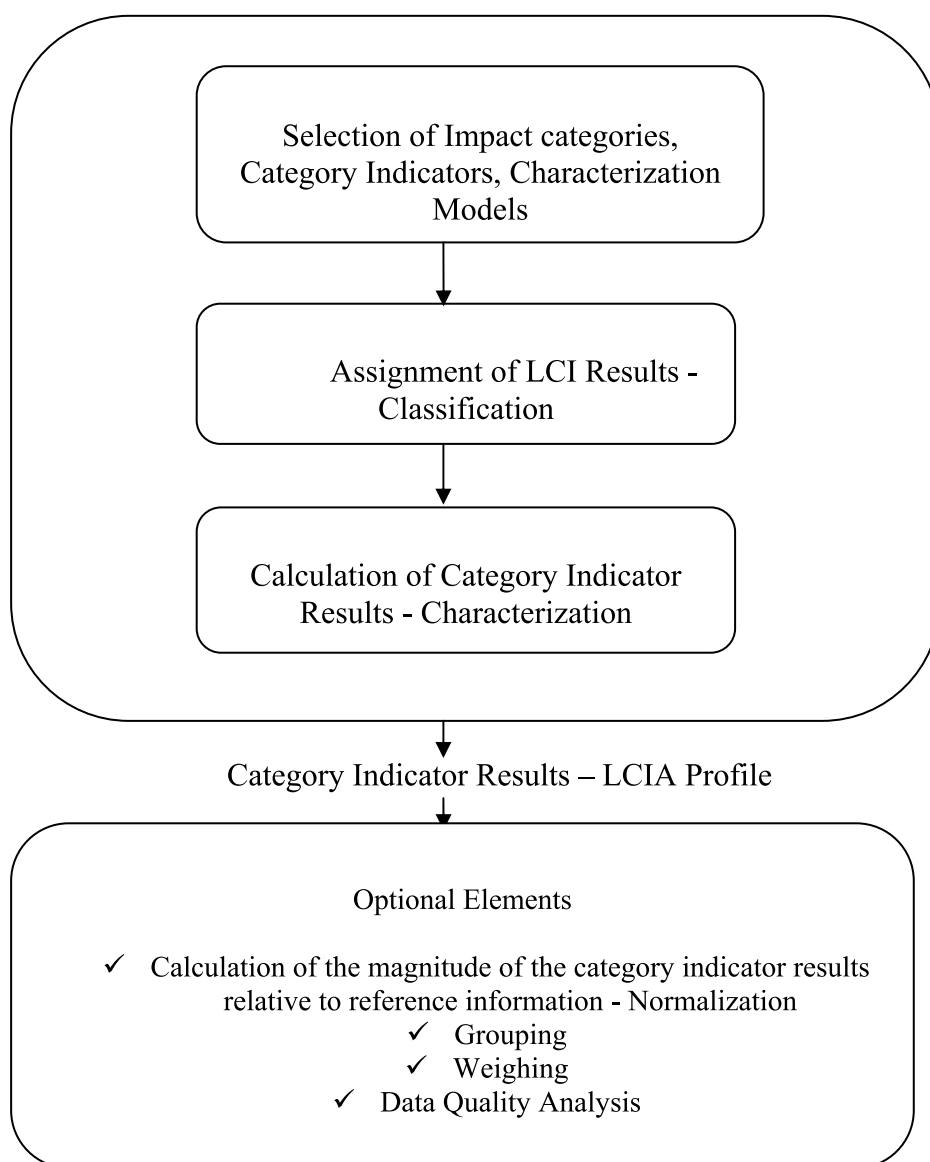 Selection of Impact categories,
Category Indicators, Characterization
Models
Assignment of LCI Results -
Classification
Calculation of Category Indicator
Results - Characterization
Category Indicator Results – LCIA Profile
Optional Elements
✓ Calculation of the magnitude of the category indicator results
relative to reference information - Normalization
✓ Grouping
✓ Weighing
✓ Data Quality Analysis